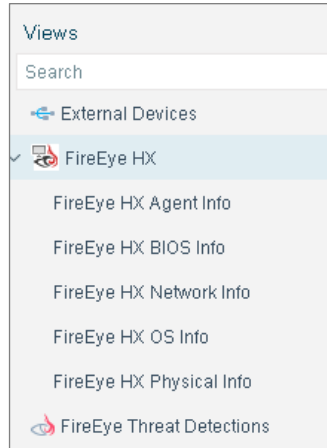 Views
Search
External Devices
FireEye HX
FireEye HX Agent Info
FireEye HX BIOS Info
FireEye HX Network Info
FireEye HX OS Info
FireEye HX Physical Info
FireEye Threat Detections